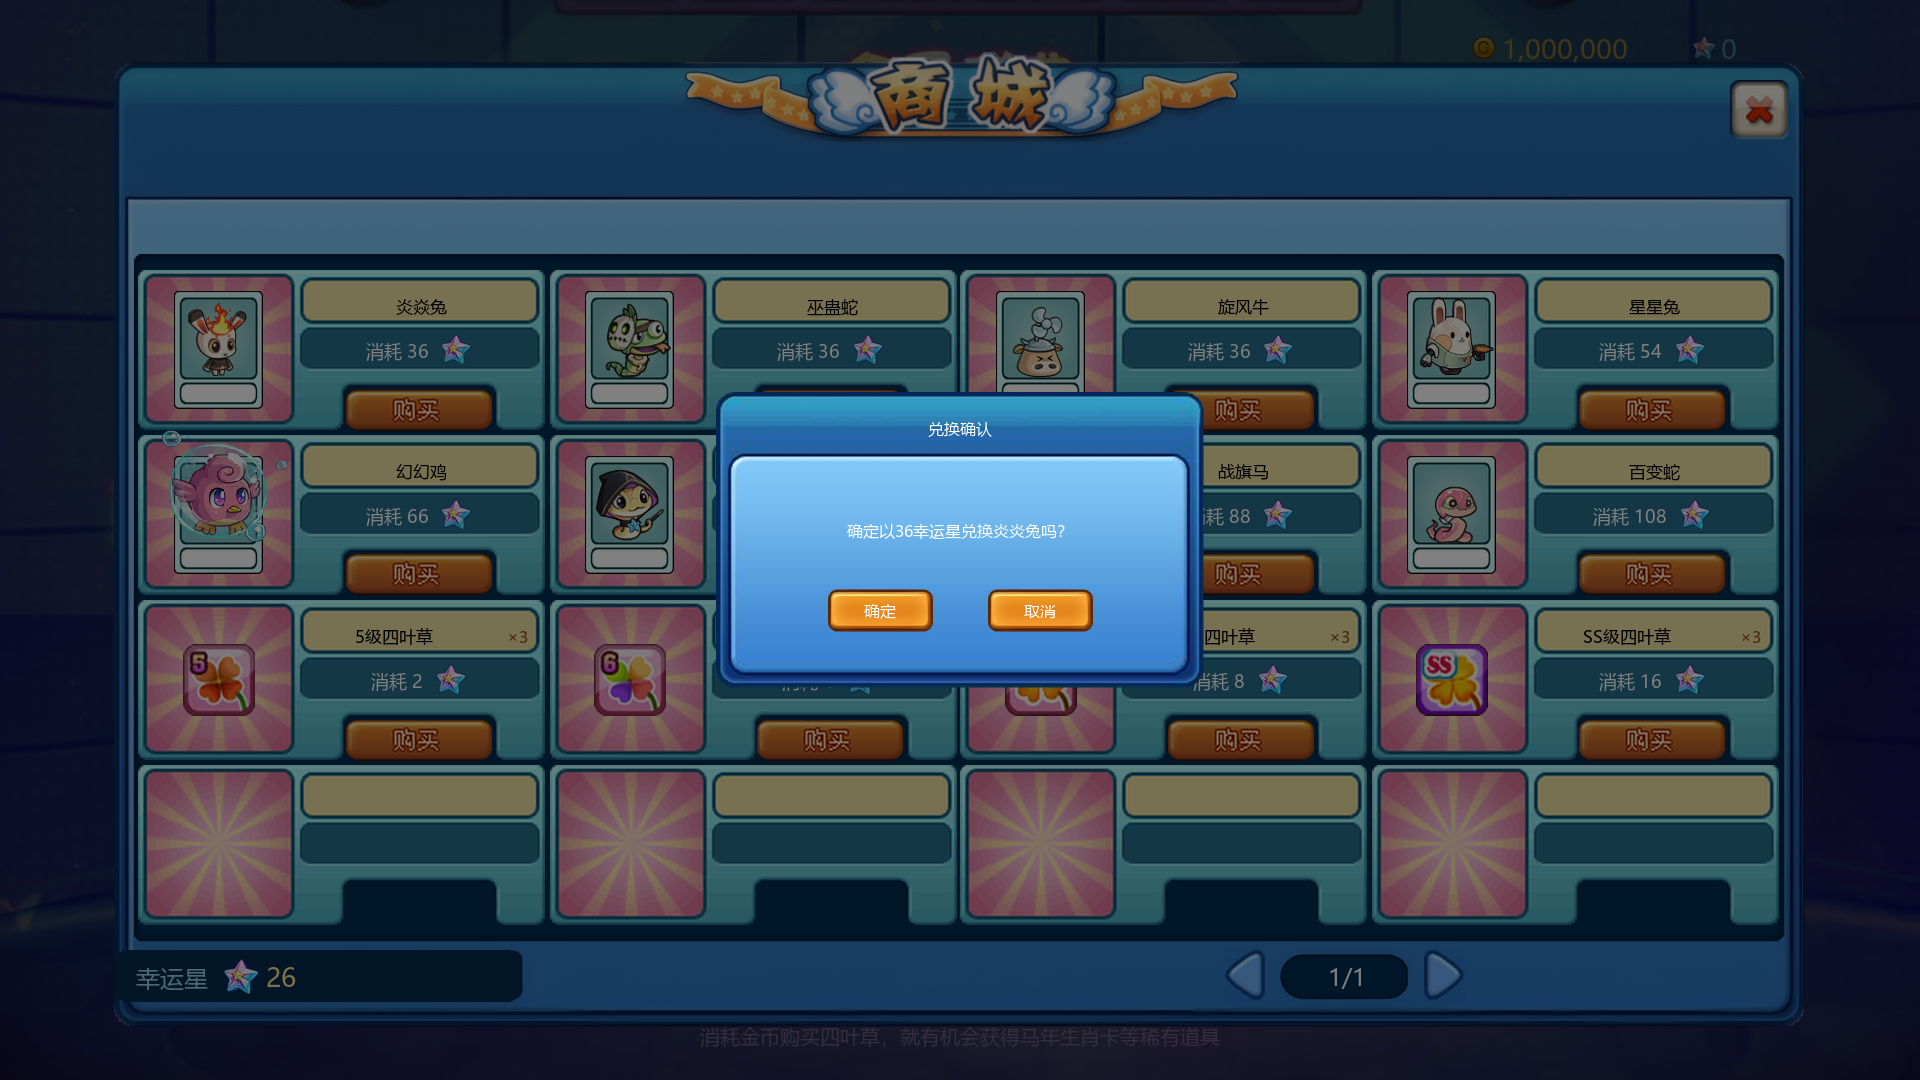 1,000,000
0
商城
炎焱兔
巫蛊蛇
旋风牛
星星兔
消耗 36
消耗 36
消耗 36
消耗 54
购买
购买
购买
兑换确认
幻幻鸡
战旗马
百变蛇
消耗 66
耗 88
消耗 108
确定以36幸运星兑换炎炎兔吗?
购买
购买
购买
确定
取消
5级四叶草 ×3
四叶草 ×3
SS级四叶草 ×3
5
6
SS
消耗 2
消耗 8
消耗 16
购买
购买
购买
购买
幸运星 26
1/1
消耗金币购买四叶草，就有机会获得马年生肖卡等稀有道具